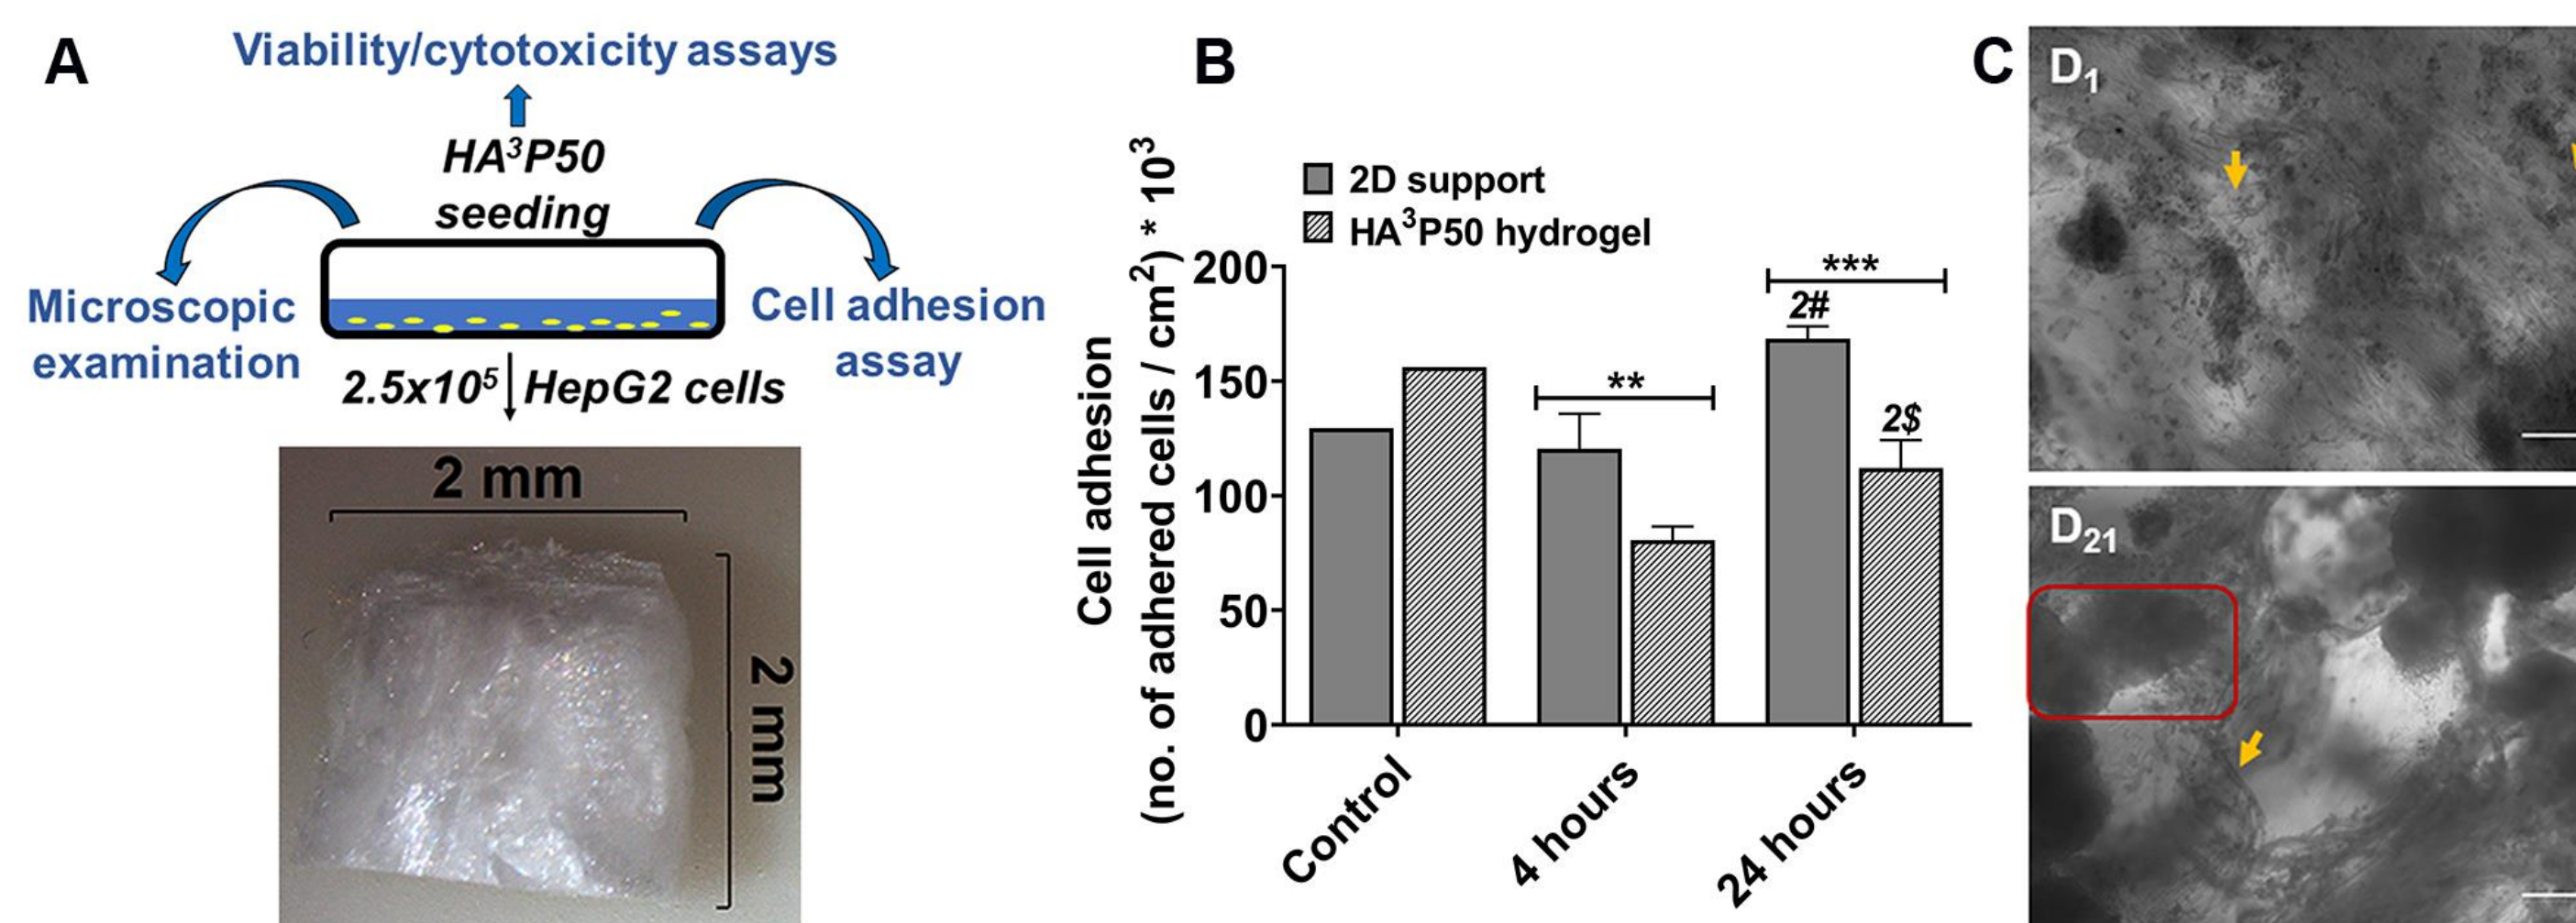 A
Viability/cytotoxicity assays
HA³P50
seeding
Microscopic
examination
Cell adhesion
assay
2.5x10⁵ HepG2 cells
2 mm
2 mm
B
Cell adhesion
(no. of adhered cells / cm²) * 10³
2D support
HA³P50 hydrogel
200
150
100
50
0
**
***
2#
2$
Control
4 hours
24 hours
C
D₁
D₂₁